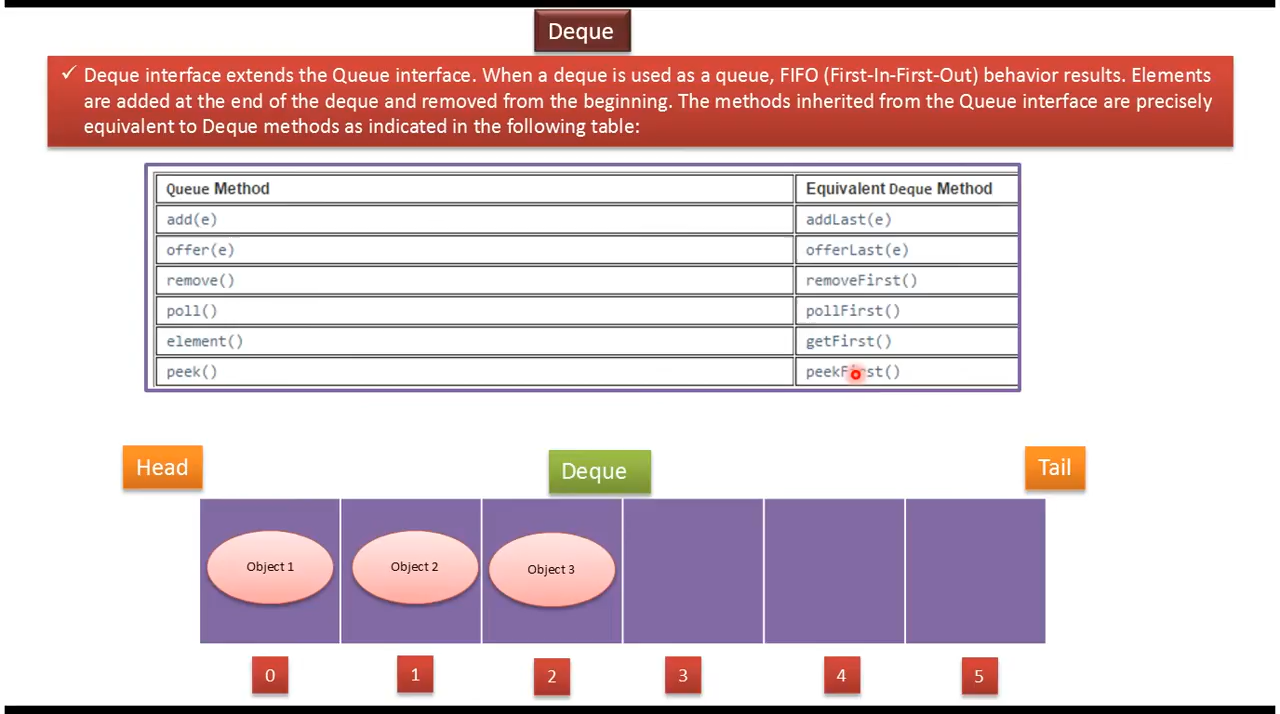 Deque
✓ Deque interface extends the Queue interface. When a deque is used as a queue, FIFO (First-In-First-Out) behavior results. Elements
are added at the end of the deque and removed from the beginning. The methods inherited from the Queue interface are precisely
equivalent to Deque methods as indicated in the following table:
Queue Method Equivalent Deque Method
add(e) addLast(e)
offer(e) offerLast(e)
remove() removeFirst()
poll() pollFirst()
element() getFirst()
peek() peekFirst()
Head Deque Tail
Object 1 Object 2 Object 3
0 1 2 3 4 5